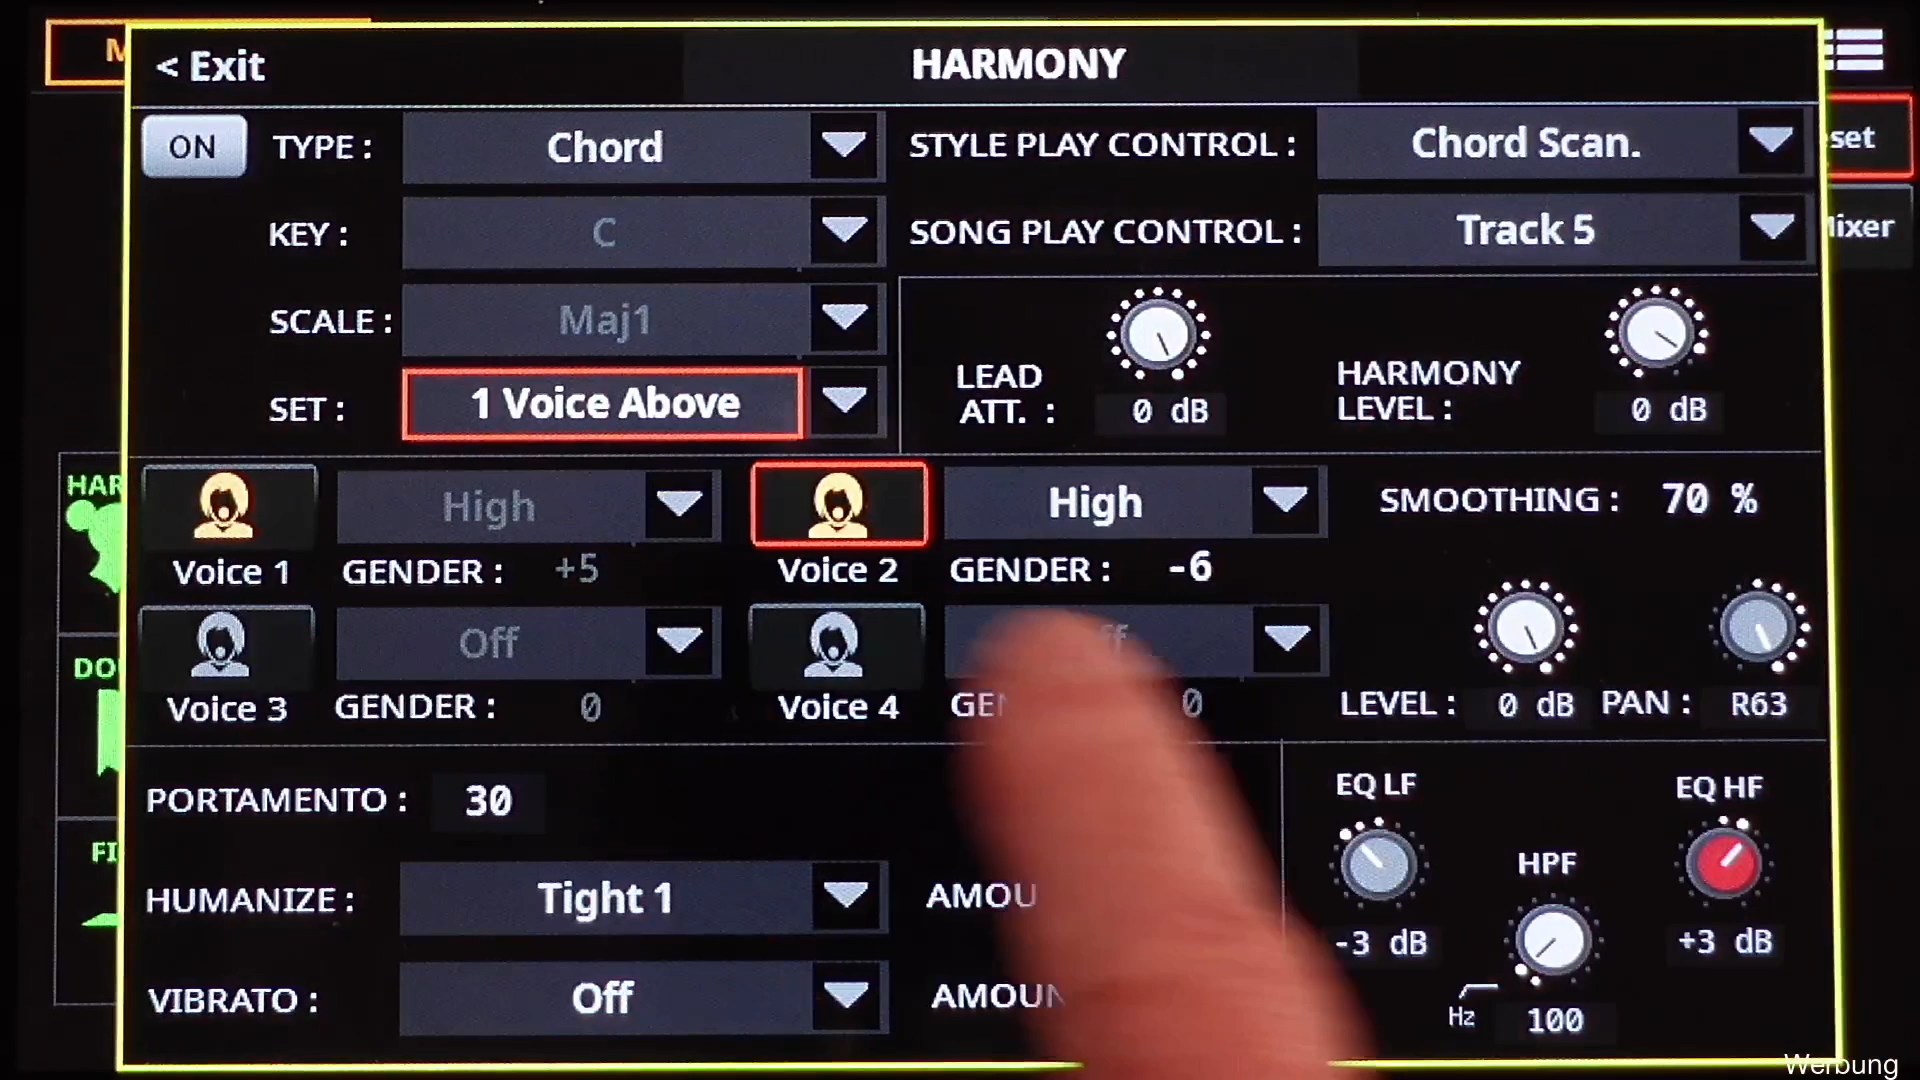 < Exit
HARMONY
ON
TYPE :
Chord
STYLE PLAY CONTROL :
Chord Scan.
KEY :
C
SONG PLAY CONTROL :
Track 5
SCALE :
Maj1
SET :
1 Voice Above
LEAD
ATT. :
0 dB
HARMONY
LEVEL :
0 dB
Voice 1
High
GENDER : +5
Voice 2
High
GENDER : -6
SMOOTHING : 70 %
Voice 3
Off
GENDER : 0
Voice 4
0
LEVEL : 0 dB
PAN : R63
PORTAMENTO : 30
HUMANIZE :
Tight 1
VIBRATO :
Off
EQ LF
-3 dB
HPF
Hz 100
EQ HF
+3 dB
Werbung